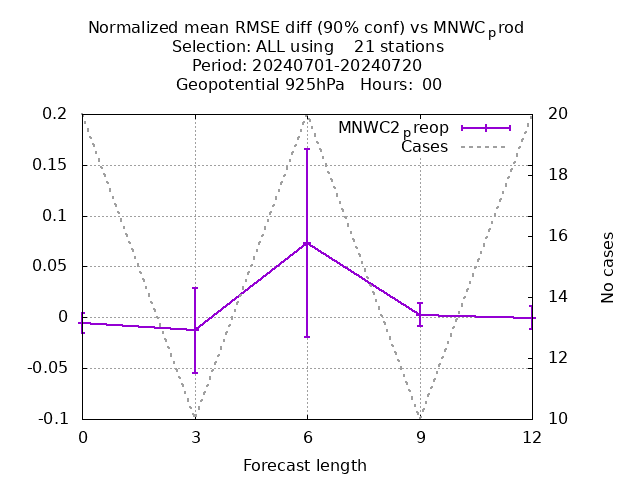 Normalized mean RMSE diff (90% conf) vs MNWCprod
Selection: ALL using    21 stations
Period: 20240701-20240720
Geopotential 925hPa   Hours:  00
MNWC2preop
Cases
0.2
0.15
0.1
0.05
0
-0.05
-0.1
20
18
16
14
12
10
No cases
0 3 6 9 12
Forecast length